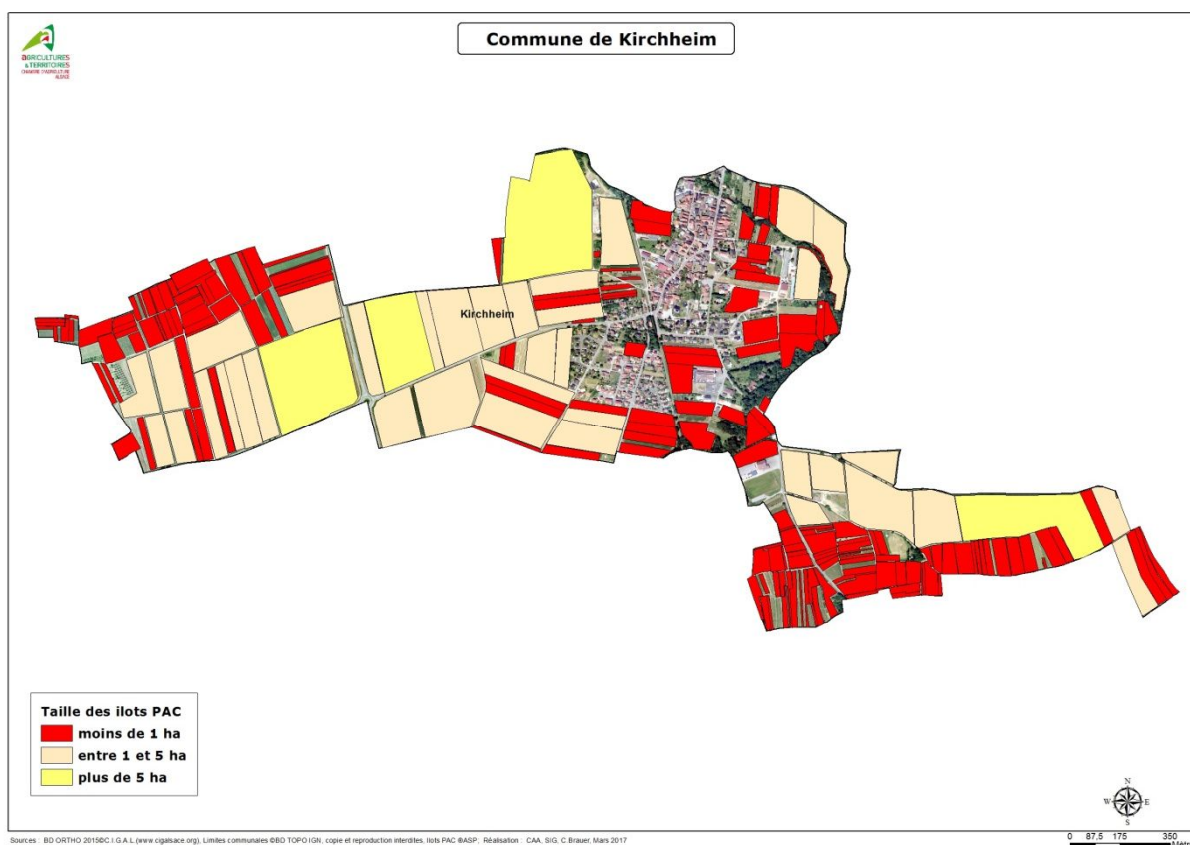 Commune de Kirchheim
AGRICULTURES
& TERRITOIRES
CHAMBRE D'AGRICULTURE
ALSACE
Kirchheim
Taille des ilots PAC
moins de 1 ha
entre 1 et 5 ha
plus de 5 ha
N
W E
S
0 87,5 175 350
Sources : BD ORTHO 2015©C.I.G.A.L.(www.cigalsace.org), Limites communales ©BD TOPO IGN, copie et reproduction interdites, Ilots PAC ©ASP; Réalisation : CAA, SIG, C.Brauer, Mars 2017